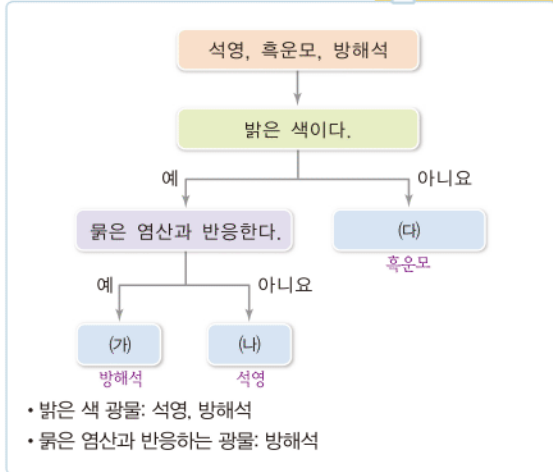 석영, 흑운모, 방해석
밝은 색이다.
예
아니요
묽은 염산과 반응한다.
(다)
흑운모
예
아니요
(가)
(나)
방해석
석영
• 밝은 색 광물: 석영, 방해석
• 묽은 염산과 반응하는 광물: 방해석